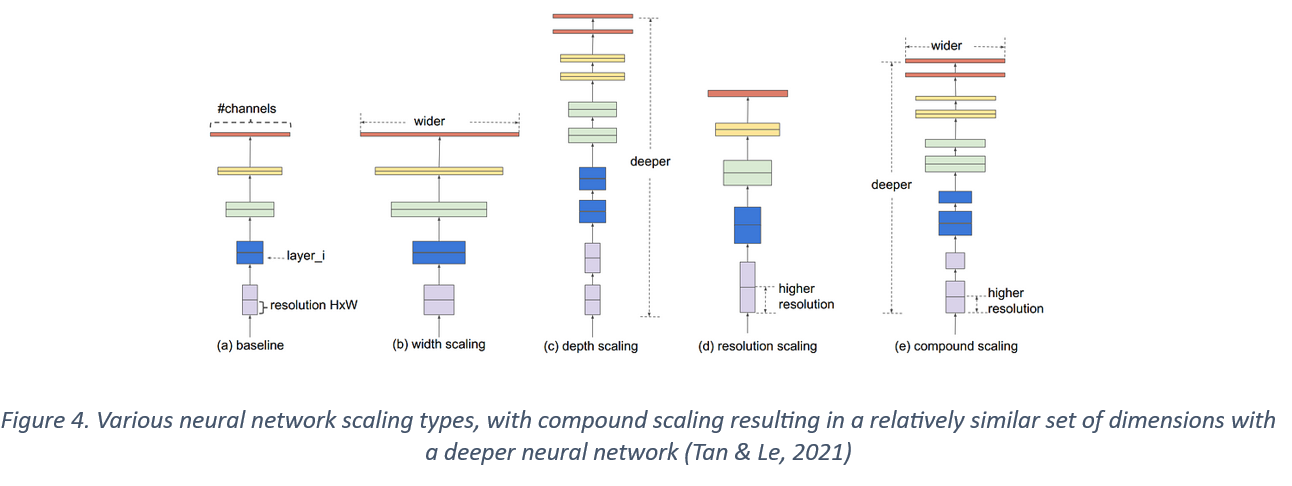 #channels
layer_i
resolution HxW
(a) baseline
wider
(b) width scaling
deeper
(c) depth scaling
higher
resolution
(d) resolution scaling
wider
deeper
higher
resolution
(e) compound scaling
Figure 4. Various neural network scaling types, with compound scaling resulting in a relatively similar set of dimensions with
a deeper neural network (Tan & Le, 2021)